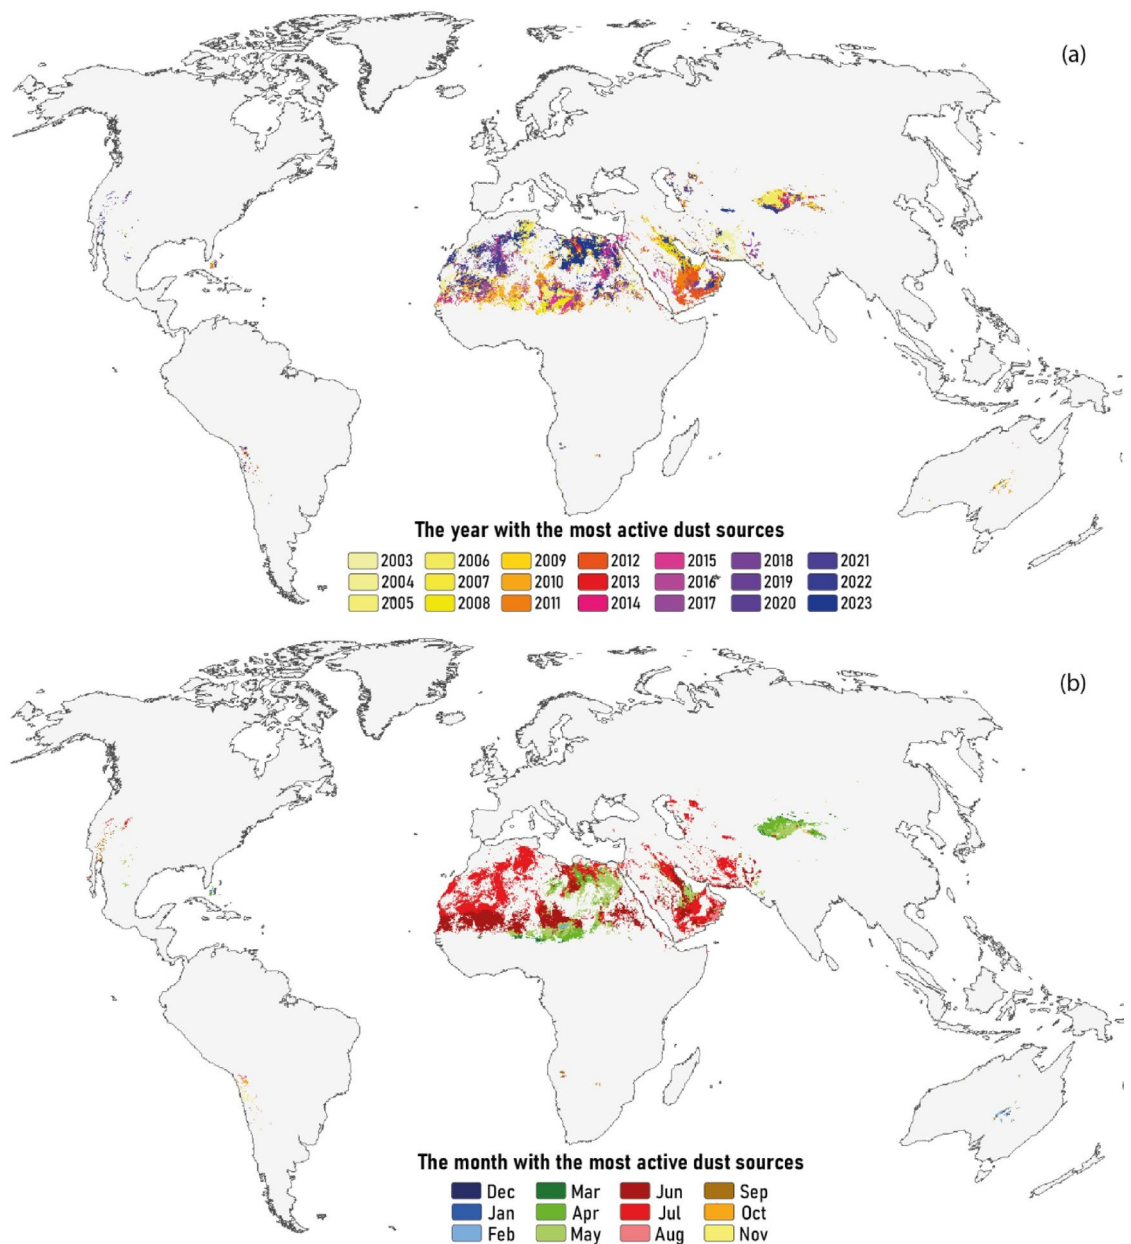 (a)
The year with the most active dust sources
2003 2006 2009 2012 2015 2018 2021
2004 2007 2010 2013 2016 2019 2022
2005 2008 2011 2014 2017 2020 2023
(b)
The month with the most active dust sources
Dec Mar Jun Sep
Jan Apr Jul Oct
Feb May Aug Nov